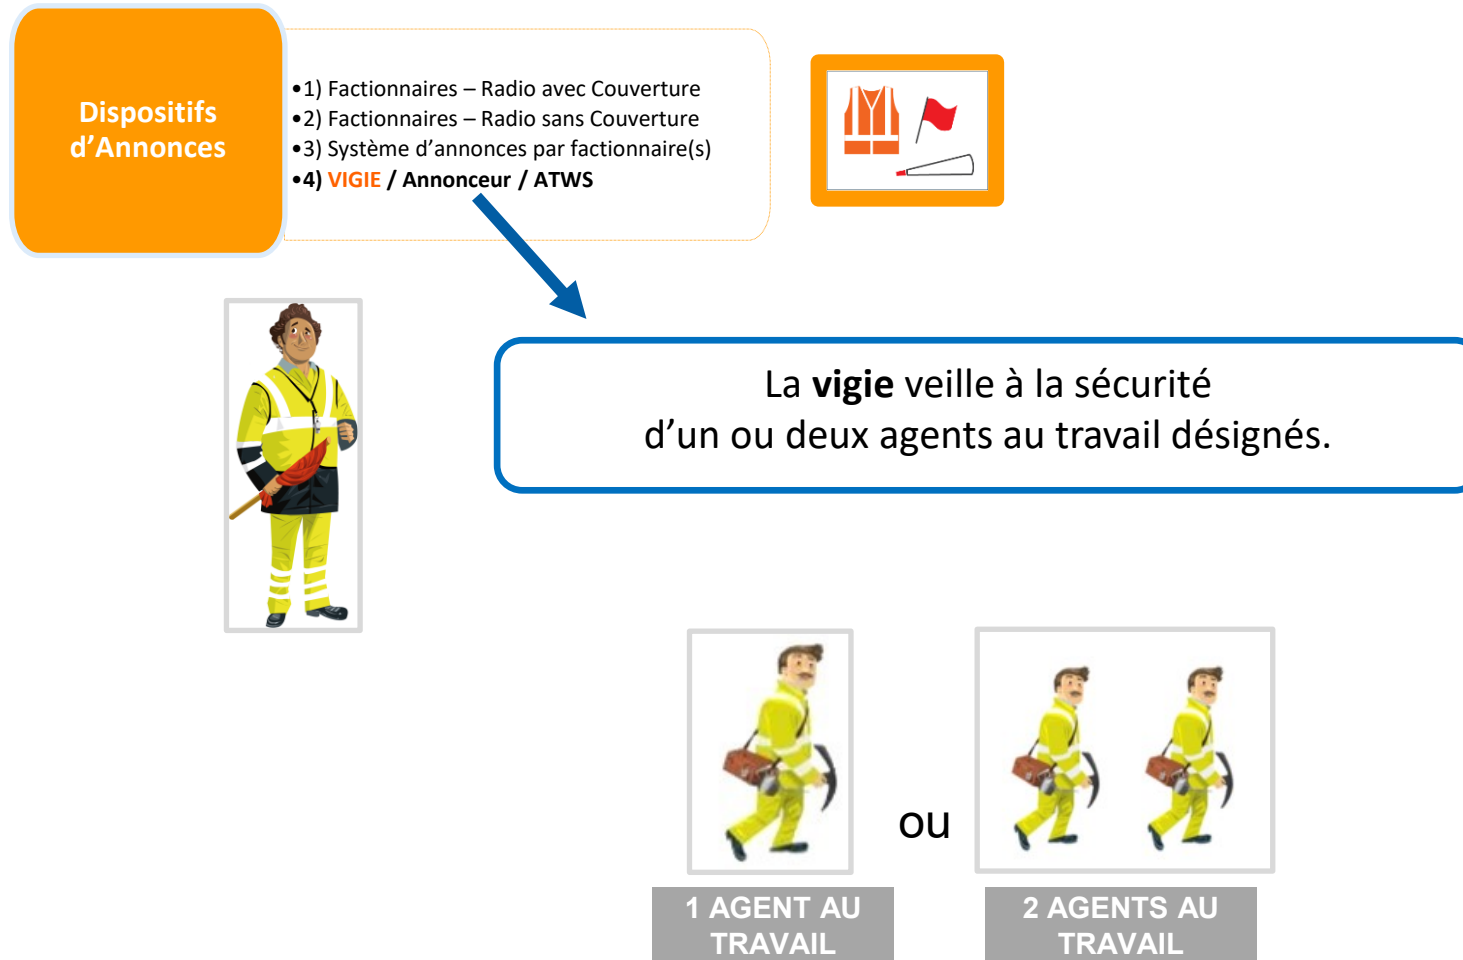 Dispositifs
d’Annonces
•1) Factionnaires – Radio avec Couverture
•2) Factionnaires – Radio sans Couverture
•3) Système d’annonces par factionnaire(s)
•4) VIGIE / Annonceur / ATWS
La vigie veille à la sécurité
d’un ou deux agents au travail désignés.
ou
1 AGENT AU
TRAVAIL
2 AGENTS AU
TRAVAIL